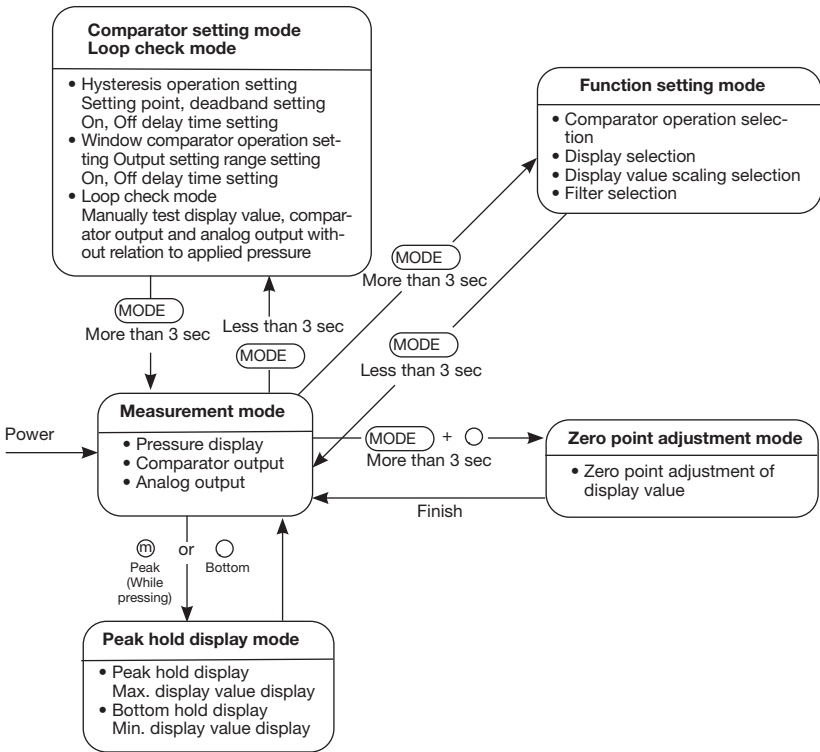 Comparator setting mode
Loop check mode
• Hysteresis operation setting
Setting point, deadband setting
On, Off delay time setting
• Window comparator operation set-
ting Output setting range setting
On, Off delay time setting
• Loop check mode
Manually test display value, compar-
ator output and analog output with-
out relation to applied pressure
Function setting mode
• Comparator operation selec-
tion
• Display selection
• Display value scaling selection
• Filter selection
MODE
More than 3 sec
Less than 3 sec
MODE
MODE
More than 3 sec
MODE
Less than 3 sec
Power
Measurement mode
• Pressure display
• Comparator output
• Analog output
MODE +
More than 3 sec
Zero point adjustment mode
• Zero point adjustment of
display value
Finish
m or
Peak
(While
pressing)
Bottom
Peak hold display mode
• Peak hold display
Max. display value display
• Bottom hold display
Min. display value display